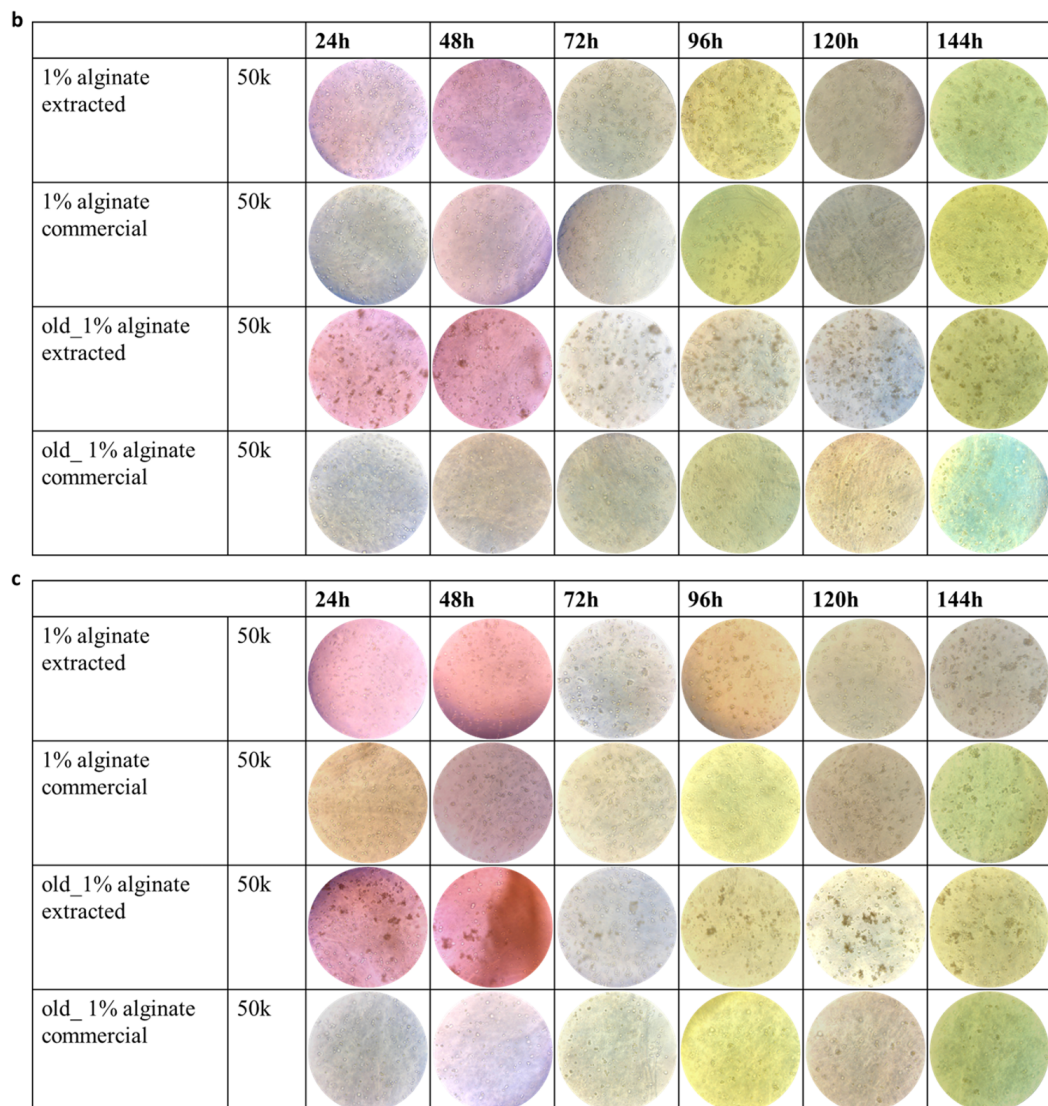 b
24h 48h 72h 96h 120h 144h
1% alginate 50k
extracted
1% alginate 50k
commercial
old_1% alginate 50k
extracted
old_ 1% alginate 50k
commercial
c
24h 48h 72h 96h 120h 144h
1% alginate 50k
extracted
1% alginate 50k
commercial
old_1% alginate 50k
extracted
old_ 1% alginate 50k
commercial